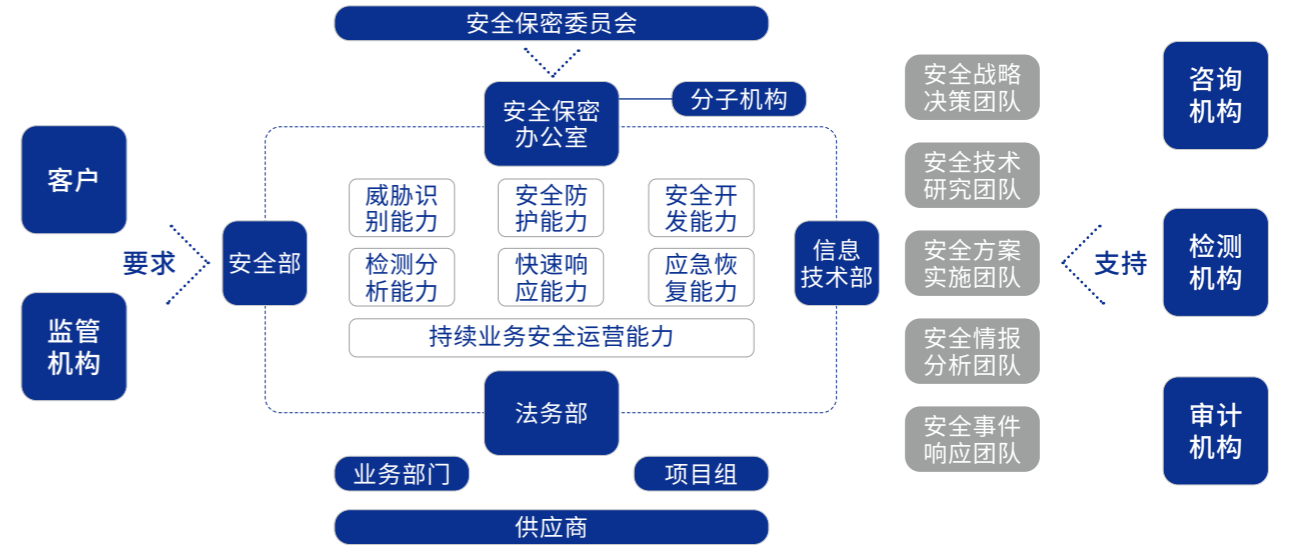 安全保密委员会
安全保密
办公室
分子机构
客户
监管
机构
要求
安全部
威胁识
别能力
安全防
护能力
安全开
发能力
检测分
析能力
快速响
应能力
应急恢
复能力
持续业务安全运营能力
信息
技术部
法务部
业务部门
项目组
供应商
安全战略
决策团队
安全技术
研究团队
安全方案
实施团队
安全情报
分析团队
安全事件
响应团队
支持
咨询
机构
检测
机构
审计
机构